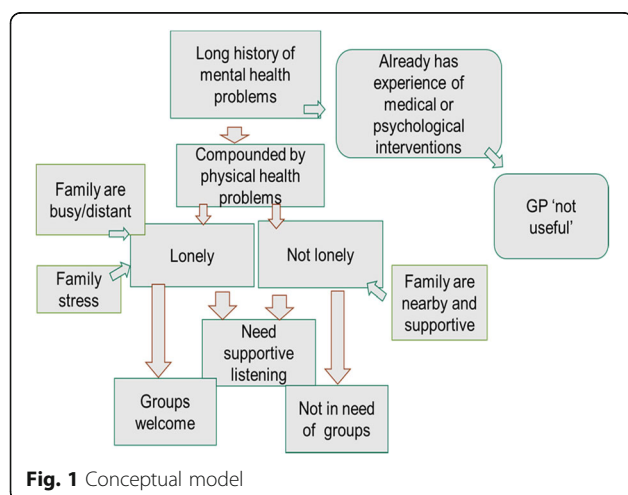 Long history of
mental health
problems
Already has
experience of
medical or
psychological
interventions
Compounded by
physical health
problems
Family are
busy/distant
GP ‘not
useful’
Lonely
Not lonely
Family
stress
Family are
nearby and
supportive
Need
supportive
listening
Groups
welcome
Not in need
of groups
Fig. 1 Conceptual model